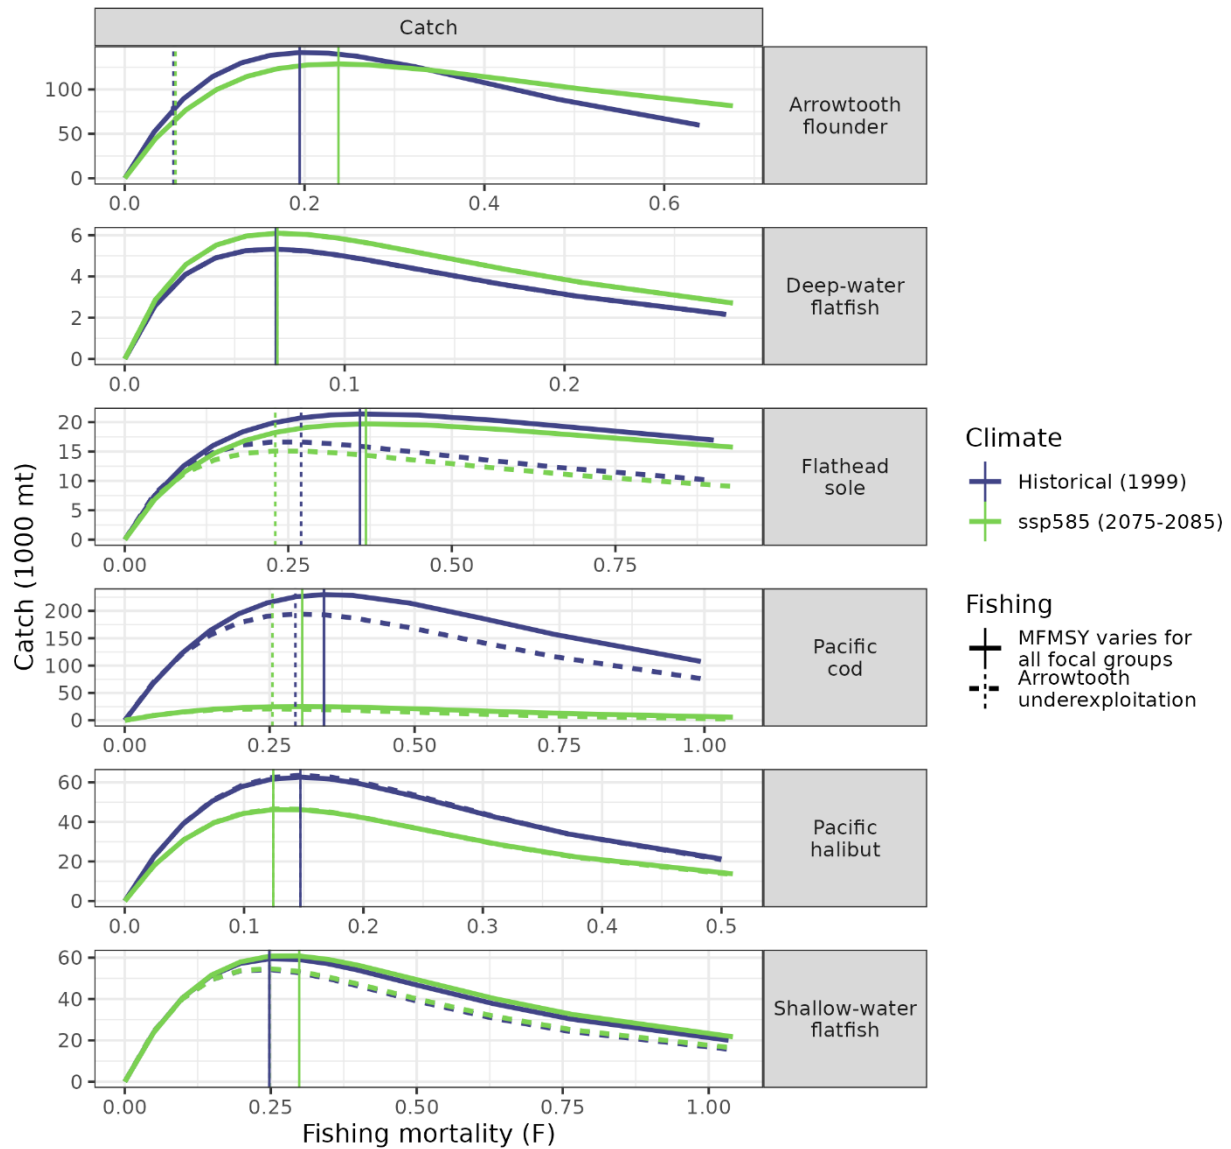 Catch
100
50
0
Arrowtooth
flounder
0.0
0.2
0.4
0.6
6
4
2
0
Deep-water
flatfish
0.0
0.1
0.2
20
15
10
5
0
Flathead
sole
0.00
0.25
0.50
0.75
200
150
100
50
0
Pacific
cod
0.00
0.25
0.50
0.75
1.00
60
40
20
0
Pacific
halibut
0.0
0.1
0.2
0.3
0.4
0.5
60
40
20
0
Shallow-water
flatfish
0.00
0.25
0.50
0.75
1.00
Catch (1000 mt)
Fishing mortality (F)
Climate
Historical (1999)
ssp585 (2075-2085)
Fishing
MFMSY varies for
all focal groups
Arrowtooth
underexploitation